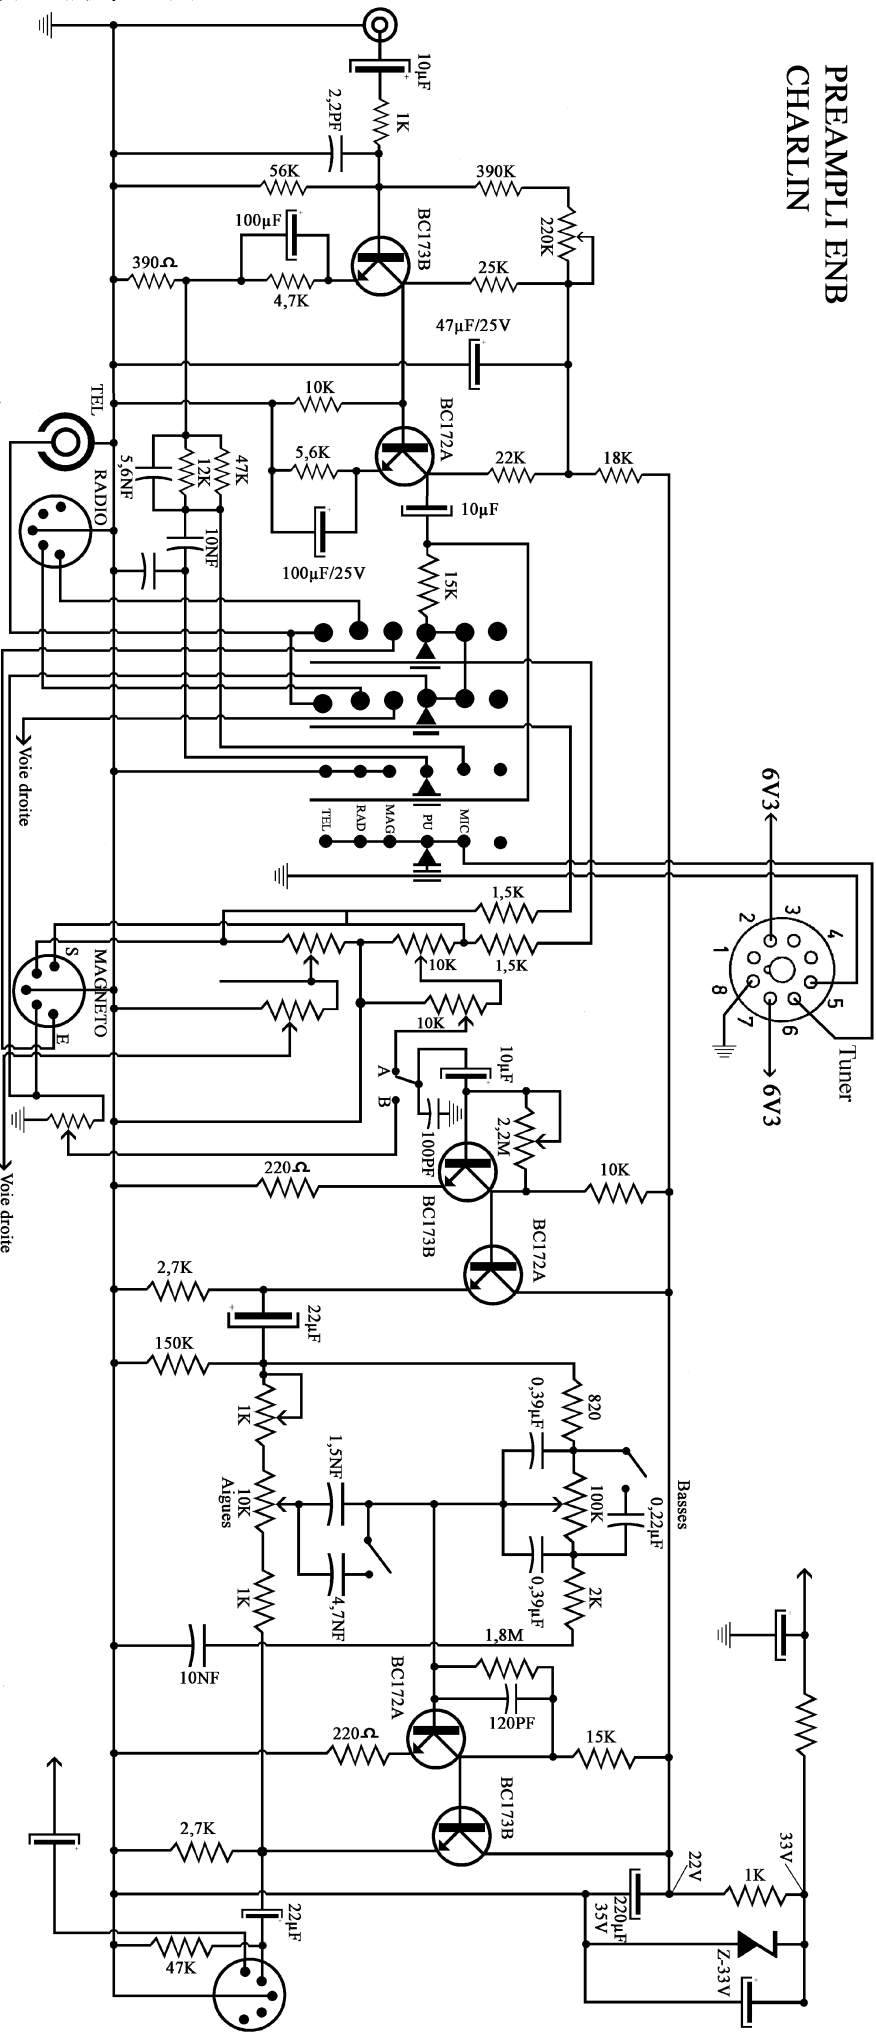 PREAMPLI ENB
CHARLIN
10µF
1K
2,2PF
56K
390K
220K
100µF
BC173B
390Ω
4,7K
25K
47µF/25V
TEL
10K
BC172A
5,6K
22K
18K
47K
12K
5,6NF
RADIO
10NF
10µF
100µF/25V
15K
Voie droite
TEL
RAD
MAG
PU
MIC
6V3
1
2
3
4
5
6
7
8
Tuner
6V3
1,5K
1,5K
10K
10K
S
MAGNETO
E
A
B
10µF
100PF
2,2M
10K
220Ω
BC173B
Voie droite
BC172A
2,7K
22µF
150K
1K
10K
Aigues
1K
1,5NF
4,7NF
0,39µF
820
100K
0,22µF
Basses
0,39µF
2K
10NF
1,8M
120PF
BC172A
220Ω
15K
2,7K
BC173B
22V
33V
1K
220µF
35V
Z-33V
22µF
47K